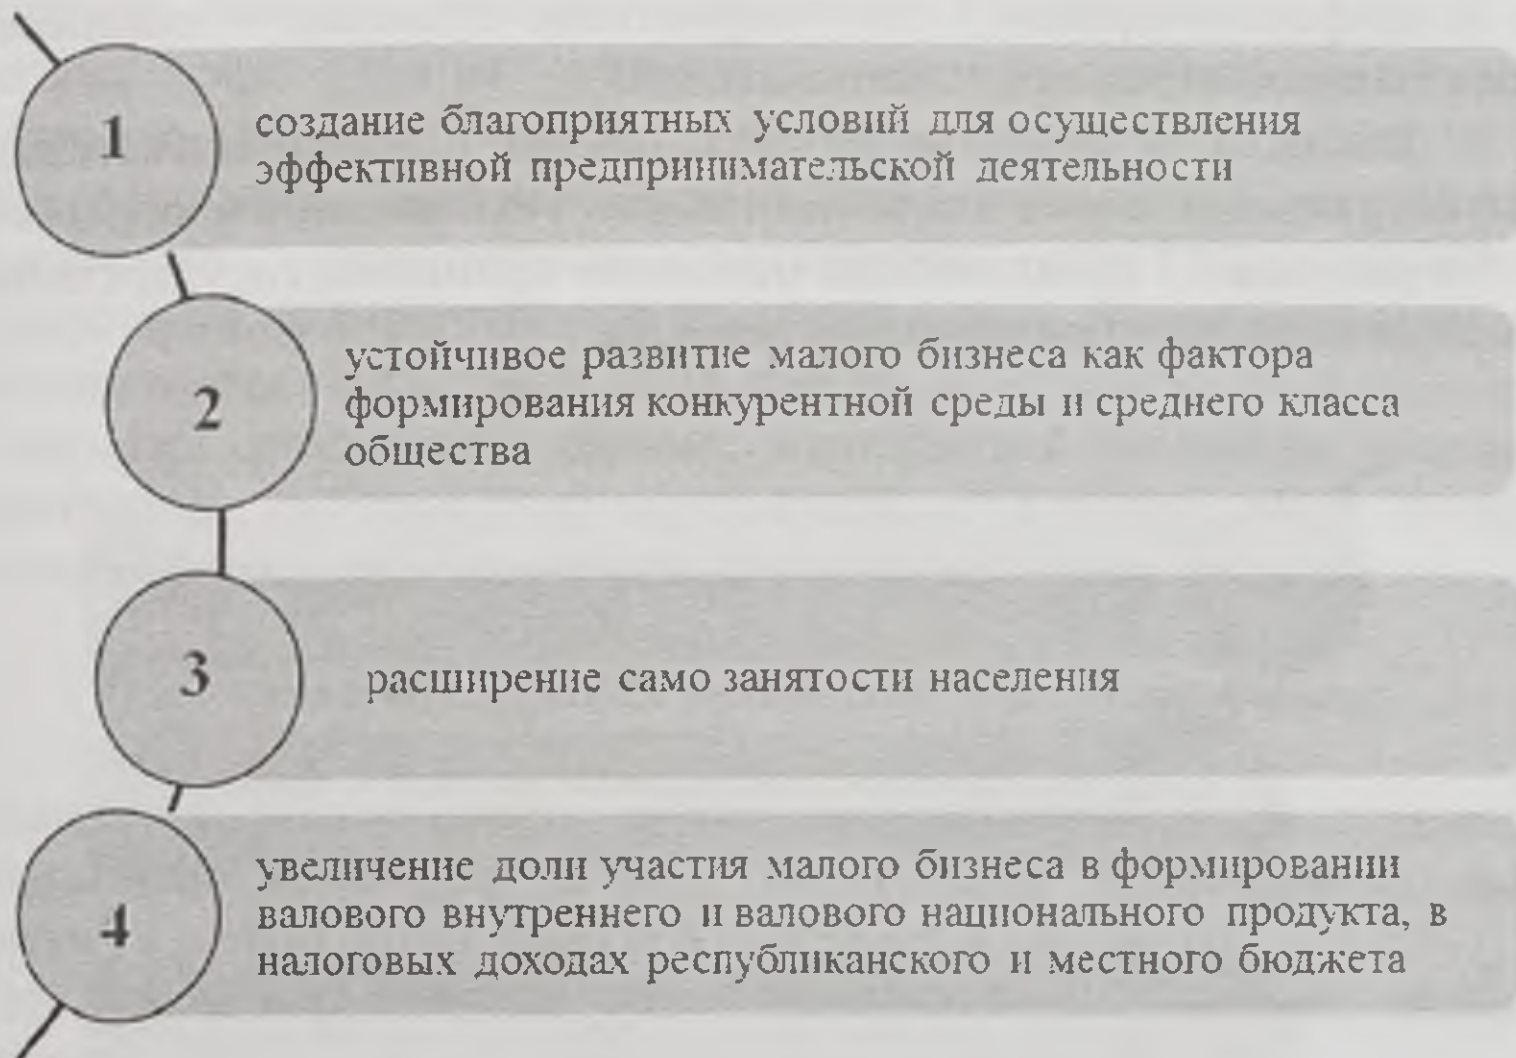 1
создание благоприятных условий для осуществления
эффективной предпринимательской деятельности
2
устойчивое развитие малого бизнеса как фактора
формирования конкурентной среды и среднего класса
общества
3
расширение само занятости населения
4
увеличение доли участия малого бизнеса в формировании
валового внутреннего и валового национального продукта, в
налоговых доходах республиканского и местного бюджета